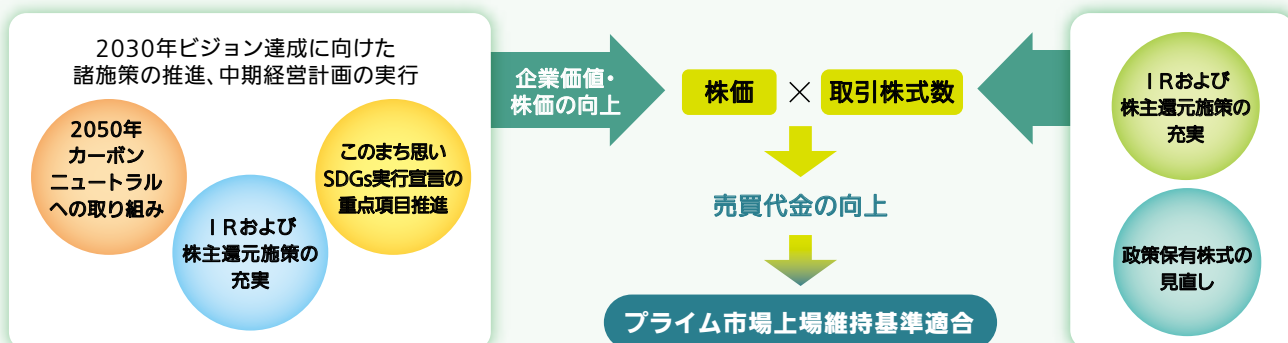 2030年ビジョン達成に向けた
諸施策の推進、中期経営計画の実行
2050年
カーボン
ニュートラル
への取り組み
IRおよび
株主還元施策の
充実
このまち思い
SDGs実行宣言の
重点項目推進
企業価値・
株価の向上
株価 × 取引株式数
売買代金の向上
プライム市場上場維持基準適合
IRおよび
株主還元施策の
充実
政策保有株式の
見直し